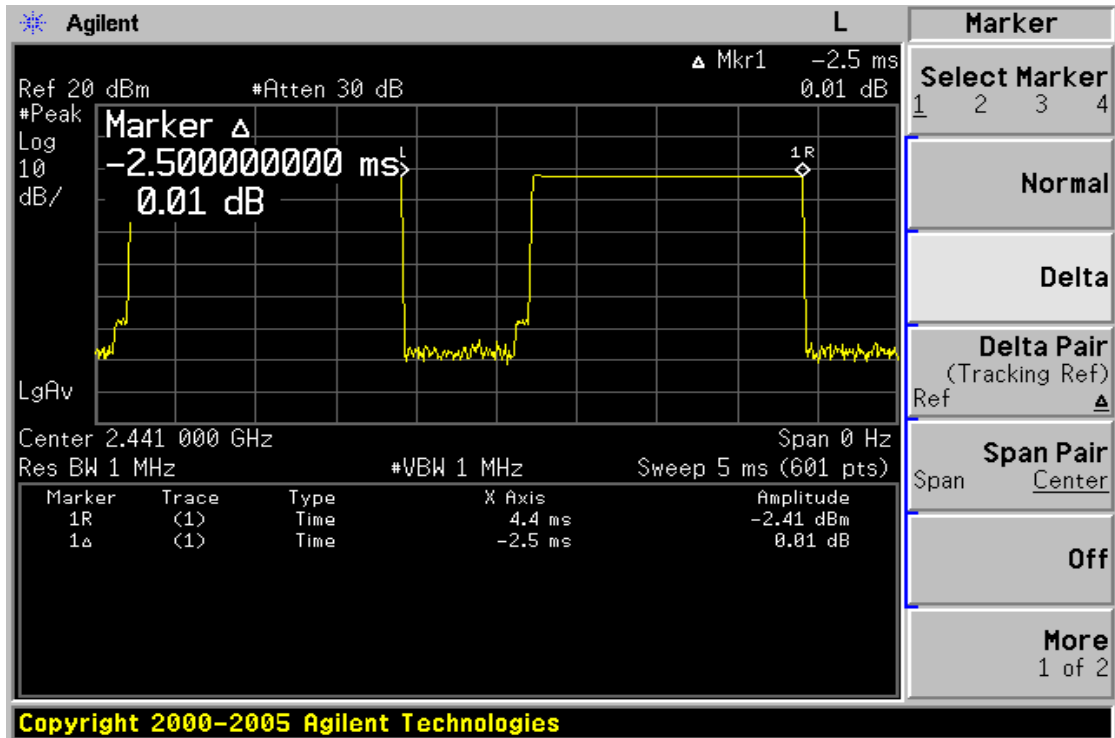 Agilent L Marker
△ Mkr1 -2.5 ms
Ref 20 dBm #Atten 30 dB 0.01 dB
#Peak
Log
10
dB/
Marker △
-2.500000000 ms
0.01 dB
1R
LgAv
Center 2.441 000 GHz Span 0 Hz
Res BW 1 MHz #VBW 1 MHz Sweep 5 ms (601 pts)
Marker Trace Type X Axis Amplitude
1R (1) Time 4.4 ms -2.41 dBm
1△ (1) Time -2.5 ms 0.01 dB
Select Marker
1 2 3 4
Normal
Delta
Delta Pair
(Tracking Ref)
Ref △
Span Pair
Span Center
Off
More
1 of 2
Copyright 2000-2005 Agilent Technologies